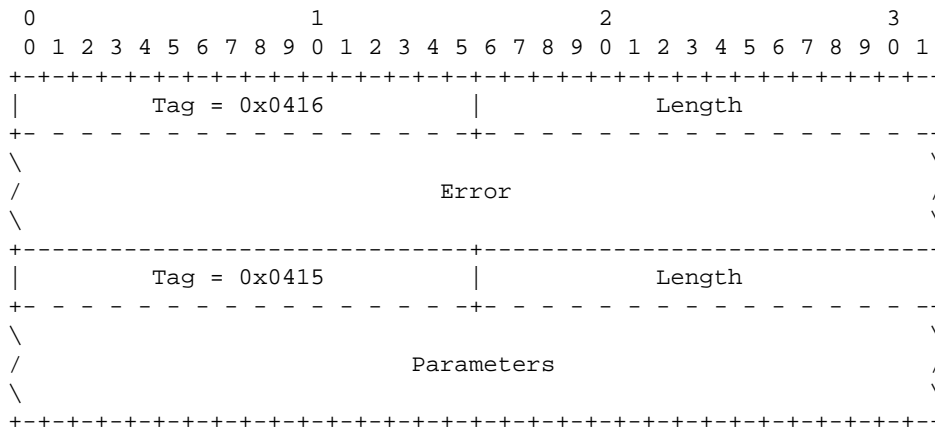 0                   1                   2                   3
 0 1 2 3 4 5 6 7 8 9 0 1 2 3 4 5 6 7 8 9 0 1 2 3 4 5 6 7 8 9 0 1
+-+-+-+-+-+-+-+-+-+-+-+-+-+-+-+-+-+-+-+-+-+-+-+-+-+-+-+-+-+-+-+--
|         Tag = 0x0416          |            Length
+- - - - - - - - - - - - - - - -+- - - - - - - - - - - - - - - --
\                                                               \
/                             Error                             /
\                                                               \
+-------------------------------+--------------------------------
|         Tag = 0x0415          |            Length
+- - - - - - - - - - - - - - - -+- - - - - - - - - - - - - - - --
\                                                               \
/                           Parameters                          /
\                                                               \
+-+-+-+-+-+-+-+-+-+-+-+-+-+-+-+-+-+-+-+-+-+-+-+-+-+-+-+-+-+-+-+--